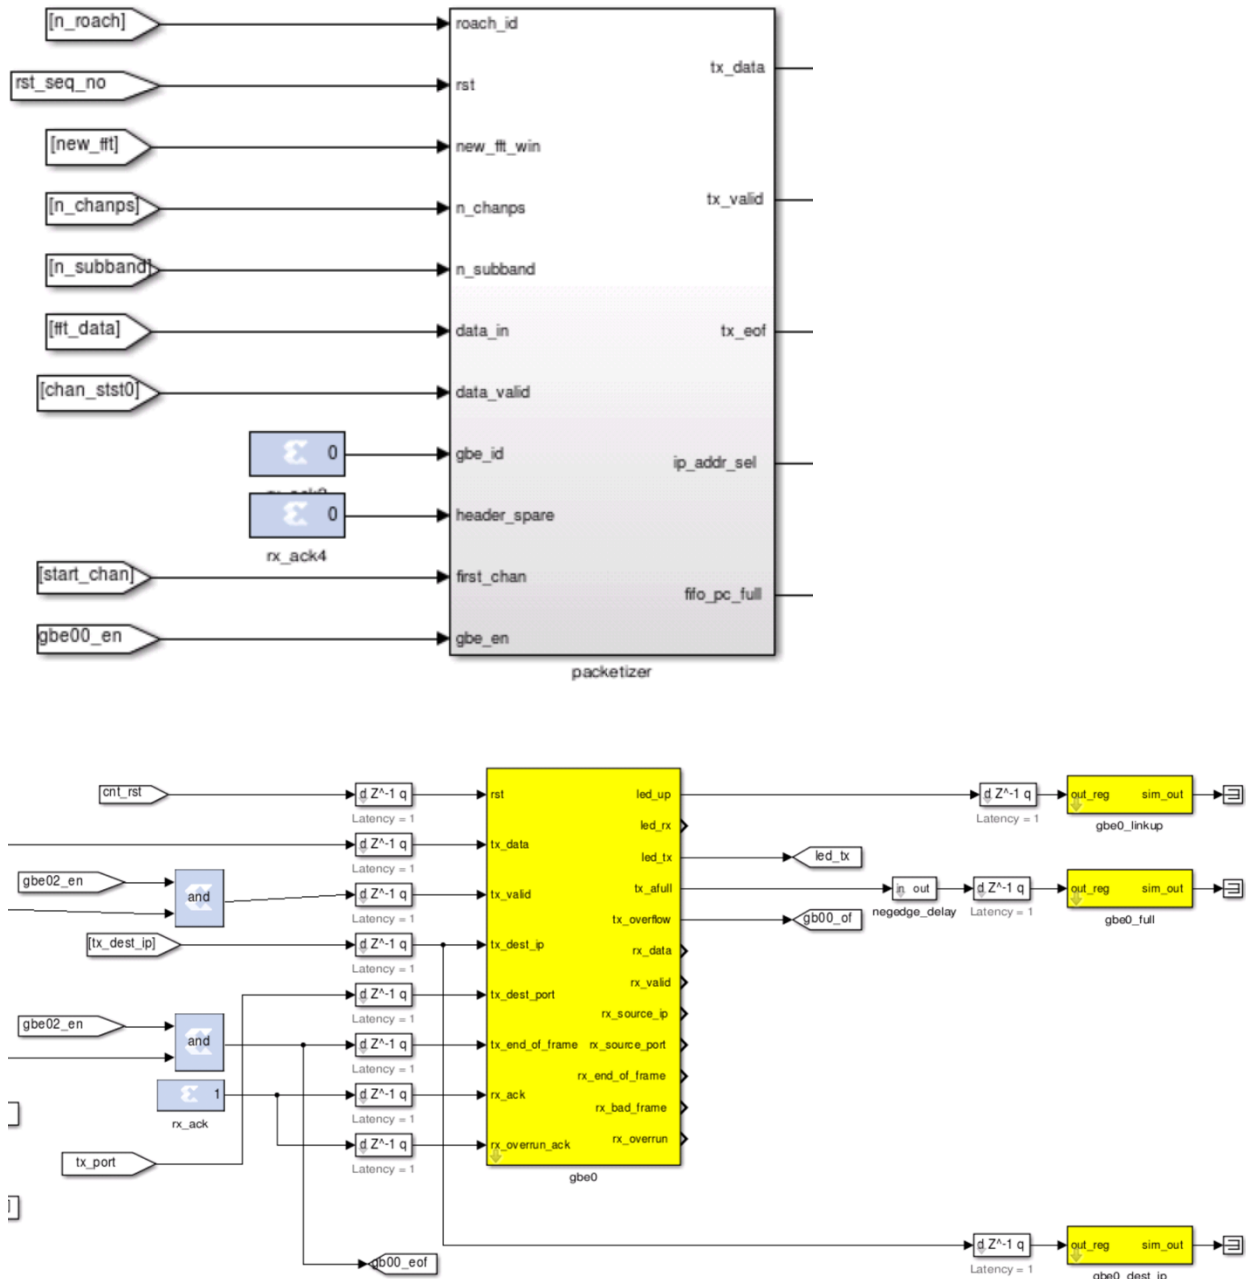 [n_roach]
roach_id
tx_data
rst_seq_no
rst
[new_fft]
new_fft_win
tx_valid
[n_chanps]
n_chanps
[n_subband]
n_subband
[fft_data]
data_in
tx_eof
[chan_stst0]
data_valid
0
gbe_id
ip_addr_sel
0
header_spare
rx_ack4
[start_chan]
first_chan
fifo_pc_full
gbe00_en
gbe_en
packetizer
cnt_rst
d Z^-1 q
rst
led_up
d Z^-1 q
out_reg sim_out
Latency = 1
led_rx
Latency = 1
gbe0_linkup
d Z^-1 q
tx_data
Latency = 1
led_tx
led_tx
gbe02_en
and
d Z^-1 q
tx_valid
tx_afull
in out
d Z^-1 q
out_reg sim_out
Latency = 1
negedge_delay
Latency = 1
gbe0_full
tx_overflow
gb00_of
[tx_dest_ip]
d Z^-1 q
tx_dest_ip
rx_data
Latency = 1
rx_valid
d Z^-1 q
tx_dest_port
Latency = 1
rx_source_ip
gbe02_en
and
d Z^-1 q
tx_end_of_frame rx_source_port
Latency = 1
rx_end_of_frame
1
d Z^-1 q
rx_ack
rx_ack
Latency = 1
rx_bad_frame
d Z^-1 q
rx_overrun_ack
rx_overrun
Latency = 1
tx_port
gbe0
d Z^-1 q
out_reg sim_out
gb00_eof
Latency = 1
gbe0_dest_ip